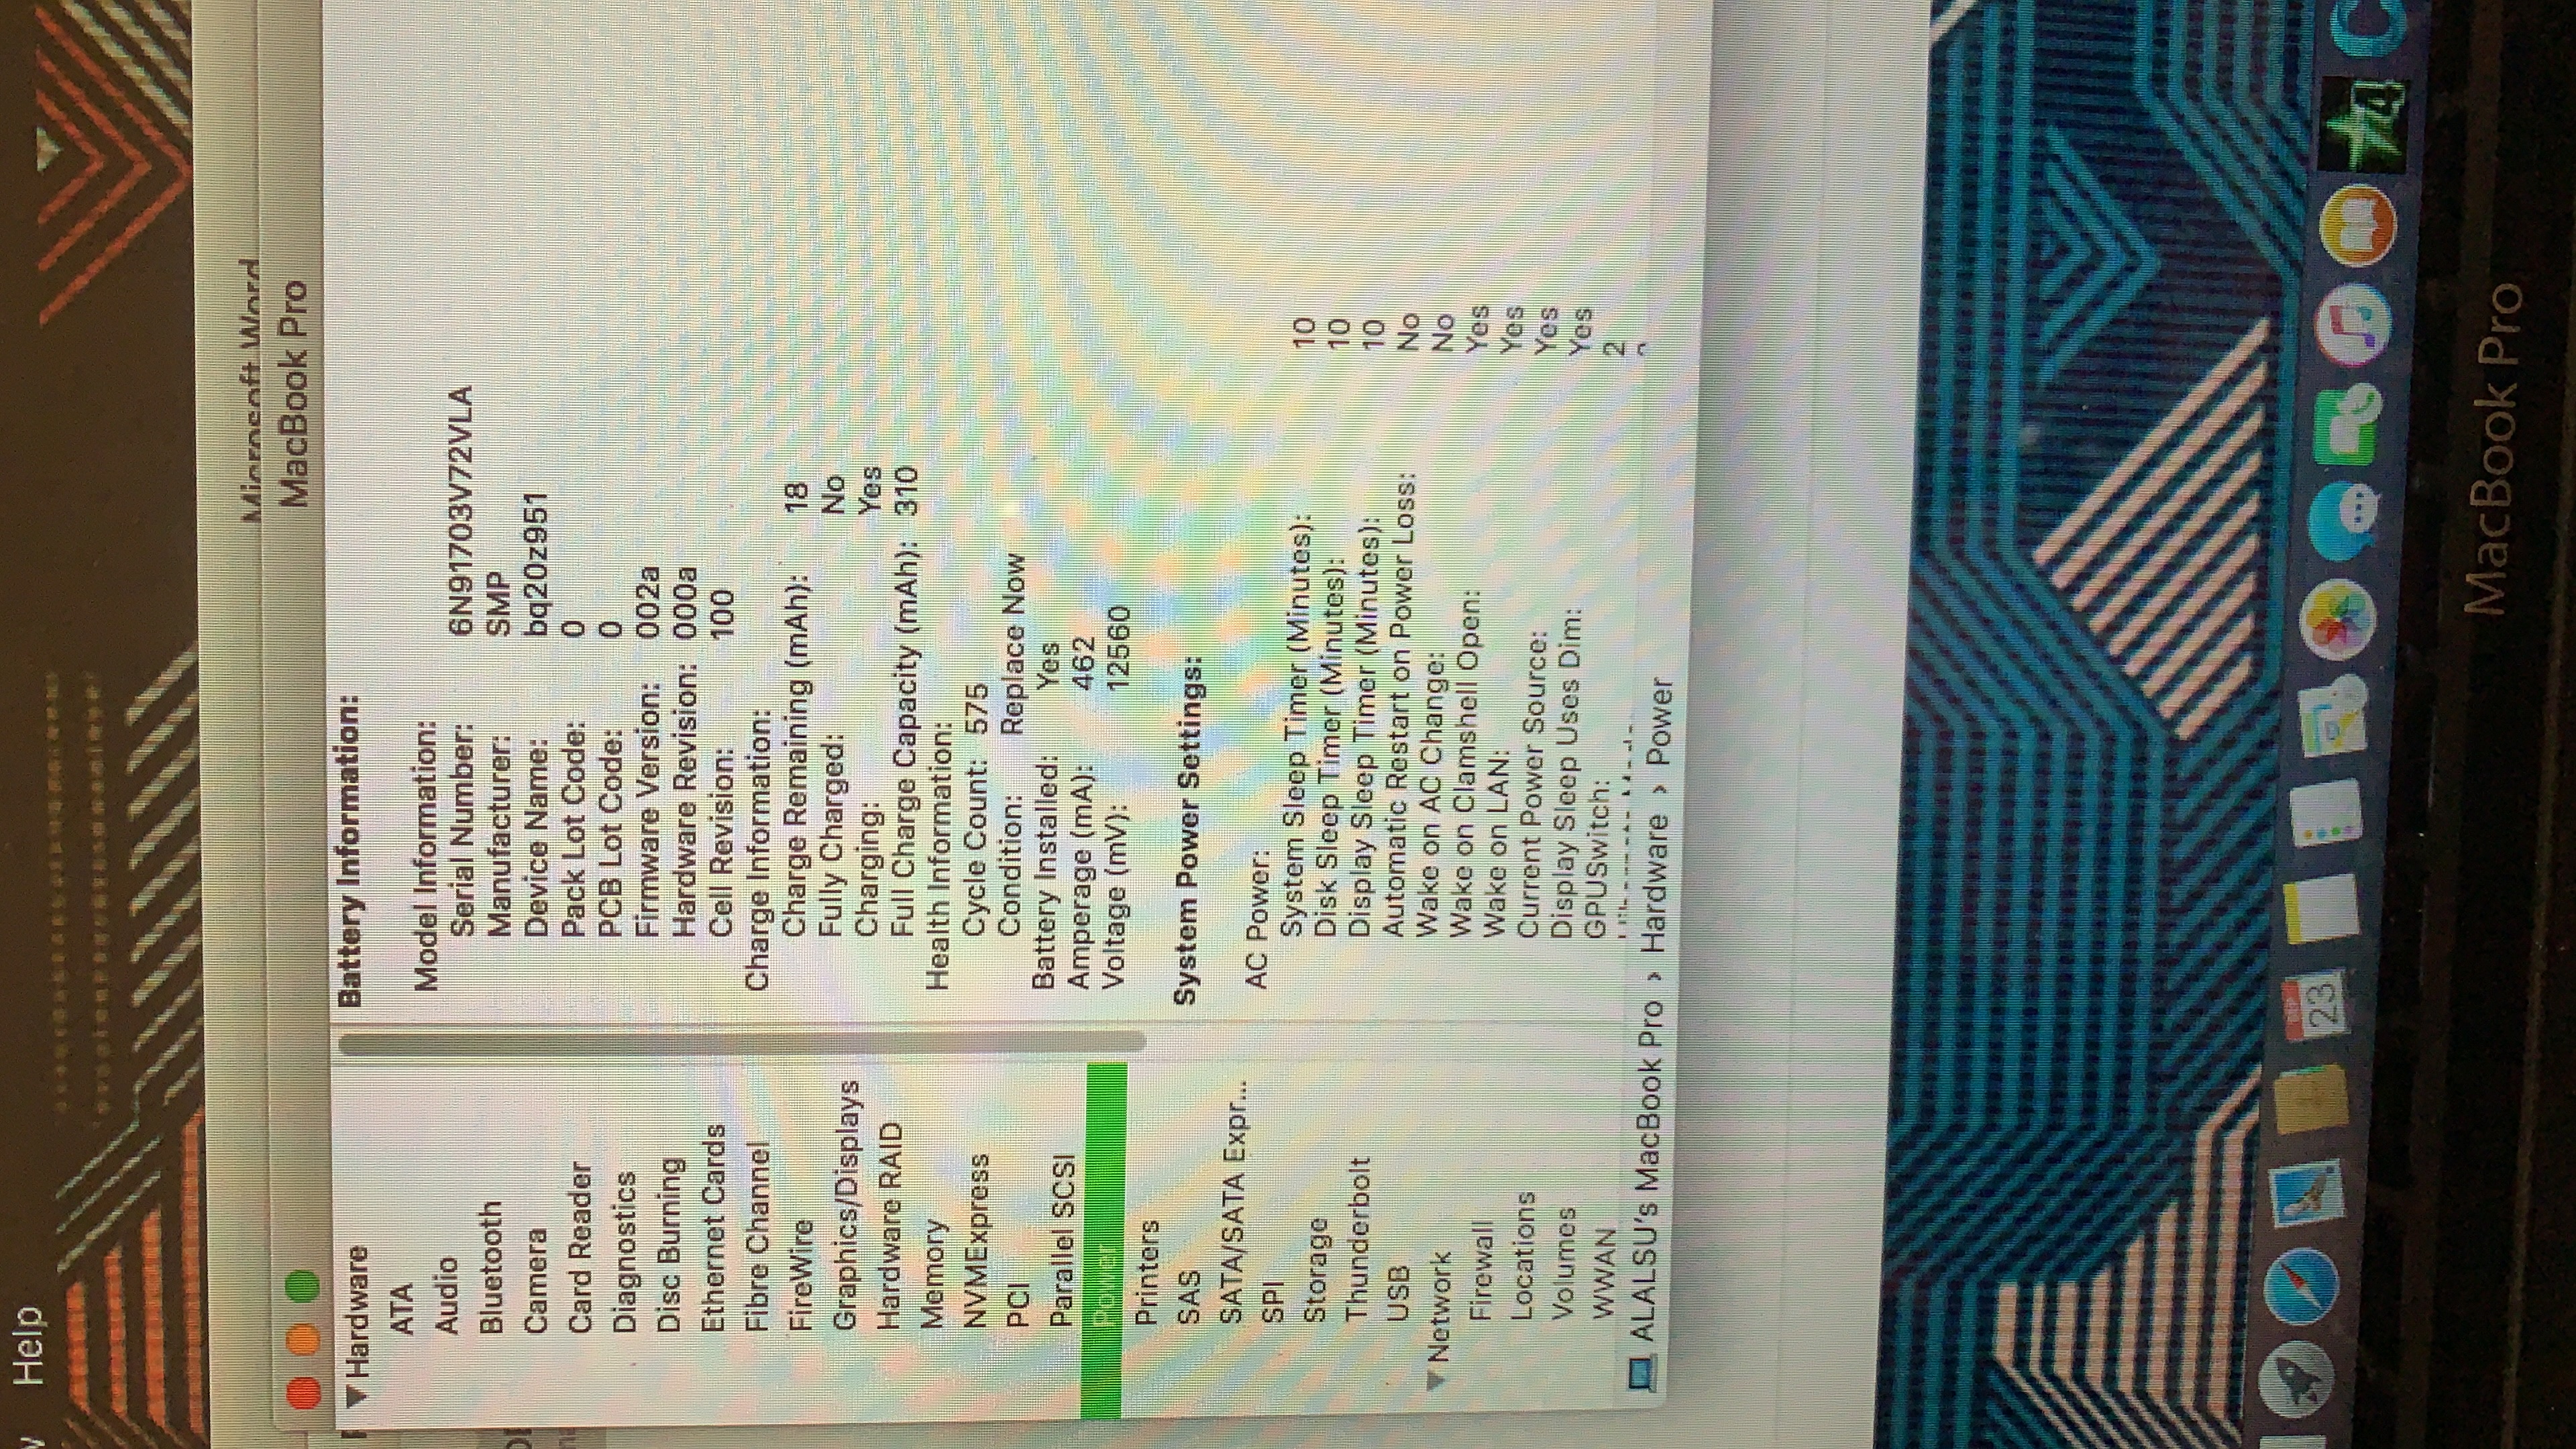 Help
Microsoft Word
MacBook Pro
Hardware
ATA
Audio
Bluetooth
Camera
Card Reader
Diagnostics
Disc Burning
Ethernet Cards
Fibre Channel
FireWire
Graphics/Displays
Hardware RAID
Memory
NVMExpress
PCI
Parallel SCSI
Power
Printers
SAS
SATA/SATA Expr...
SPI
Storage
Thunderbolt
USB
Network
Firewall
Locations
Volumes
WWAN
Battery Information:
Model Information:
Serial Number: 6N91703V72VLA
Manufacturer: SMP
Device Name: bq20z951
Pack Lot Code: 0
PCB Lot Code: 0
Firmware Version: 002a
Hardware Revision: 000a
Cell Revision: 100
Charge Information:
Charge Remaining (mAh): 18
Fully Charged: No
Charging: Yes
Full Charge Capacity (mAh): 310
Health Information:
Cycle Count: 575
Condition: Replace Now
Battery Installed: Yes
Amperage (mA): 462
Voltage (mV): 12560
System Power Settings:
AC Power:
System Sleep Timer (Minutes): 10
Disk Sleep Timer (Minutes): 10
Display Sleep Timer (Minutes): 10
Automatic Restart on Power Loss: No
Wake on AC Change: No
Wake on Clamshell Open: Yes
Wake on LAN: Yes
Current Power Source: Yes
Display Sleep Uses Dim: Yes
GPUSwitch: 2
ALALSU's MacBook Pro › Hardware › Power
23
4
MacBook Pro